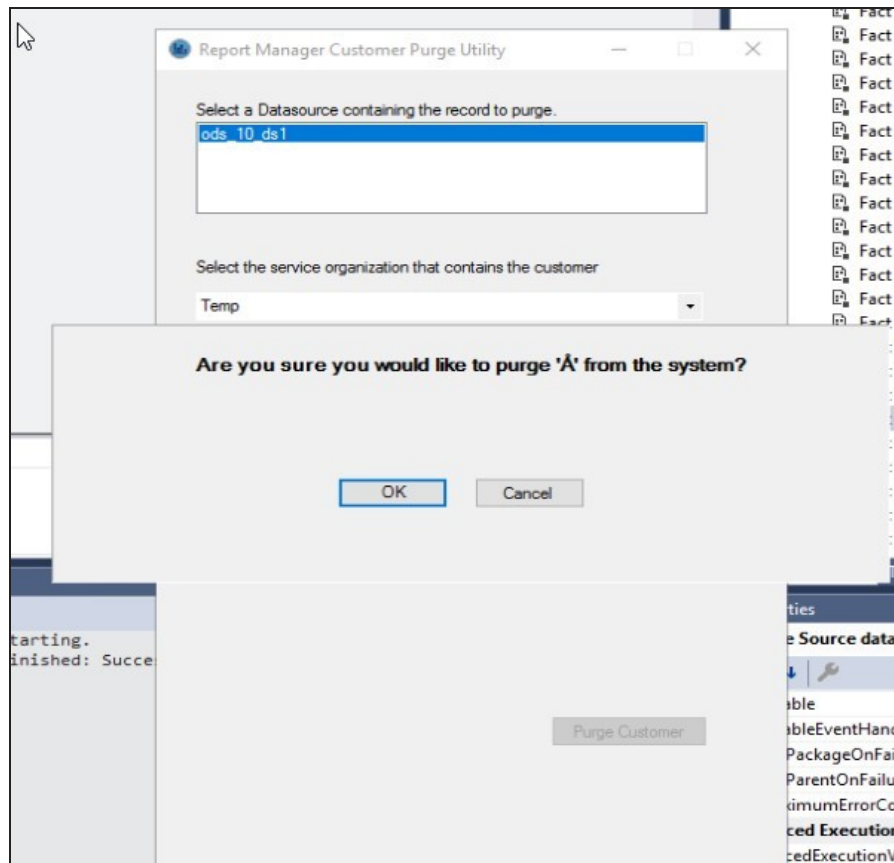 Fact
Fact
Report Manager Customer Purge Utility
Fact
Fact
Fact
Select a Datasource containing the record to purge.
Fact
ods_10_ds1
Fact
Fact
Fact
Fact
Fact
Select the service organization that contains the customer
Fact
Temp
Fact
Fact
Are you sure you would like to purge 'Å' from the system?
OK
Cancel
ties
tarting.
e Source data
inished: Succe
able
Purge Customer
ableEventHand
PackageOnFai
ParentOnFailu
ximumErrorCo
ced Execution
cedExecutionV